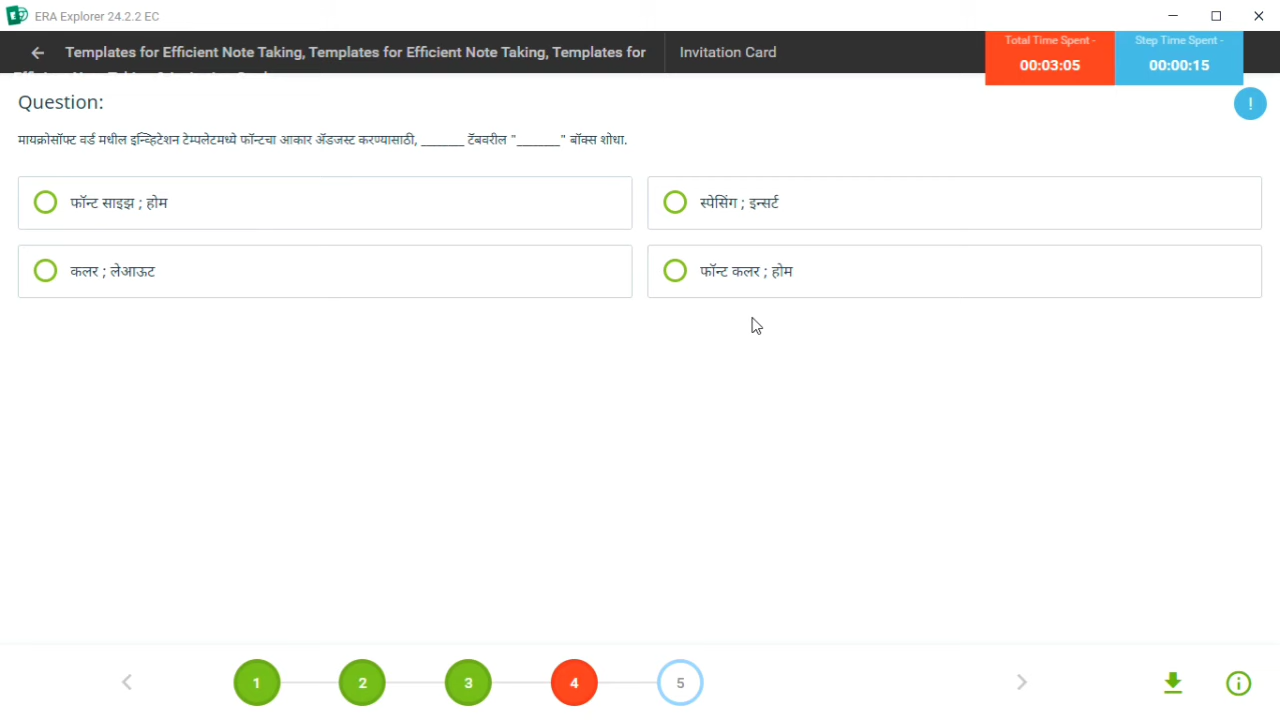 ERA Explorer 24.2.2 EC
Templates for Efficient Note Taking, Templates for Efficient Note Taking, Templates for
Invitation Card
Total Time Spent -
00:03:05
Step Time Spent -
00:00:15
Question:
!
मायक्रोसॉफ्ट वर्ड मधील इन्व्हिटेशन टेम्पलेटमध्ये फॉन्टचा आकार ॲडजस्ट करण्यासाठी, _______ टॅबवरील "_______" बॉक्स शोधा.
फॉन्ट साइझ ; होम
स्पेसिंग ; इन्सर्ट
कलर ; लेआऊट
फॉन्ट कलर ; होम
1
2
3
4
5